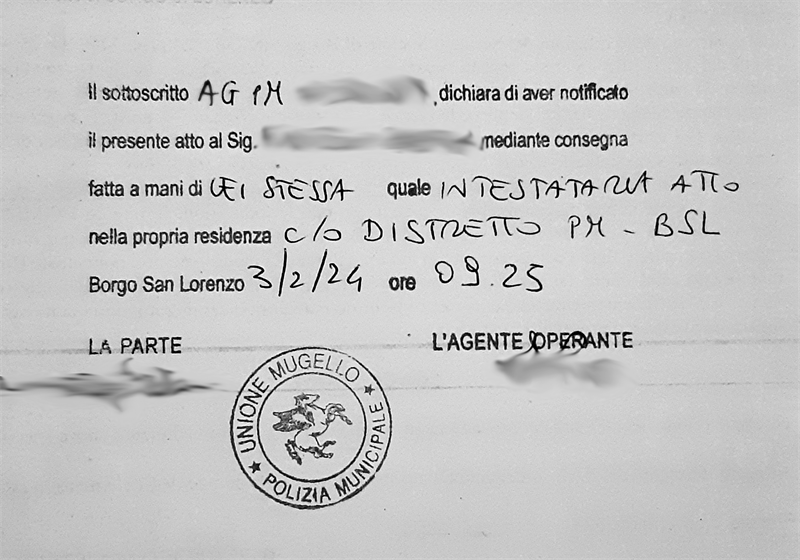 Il sottoscritto AG PM , dichiara di aver notificato
il presente atto al Sig. mediante consegna
fatta a mani di LEI STESSA quale INTESTATARIA ATTO
nella propria residenza C/O DISTRETTO PM - BSL
Borgo San Lorenzo 3/2/24 ore 09.25
LA PARTE L'AGENTE OPERANTE
UNIONE MUGELLO
POLIZIA MUNICIPALE